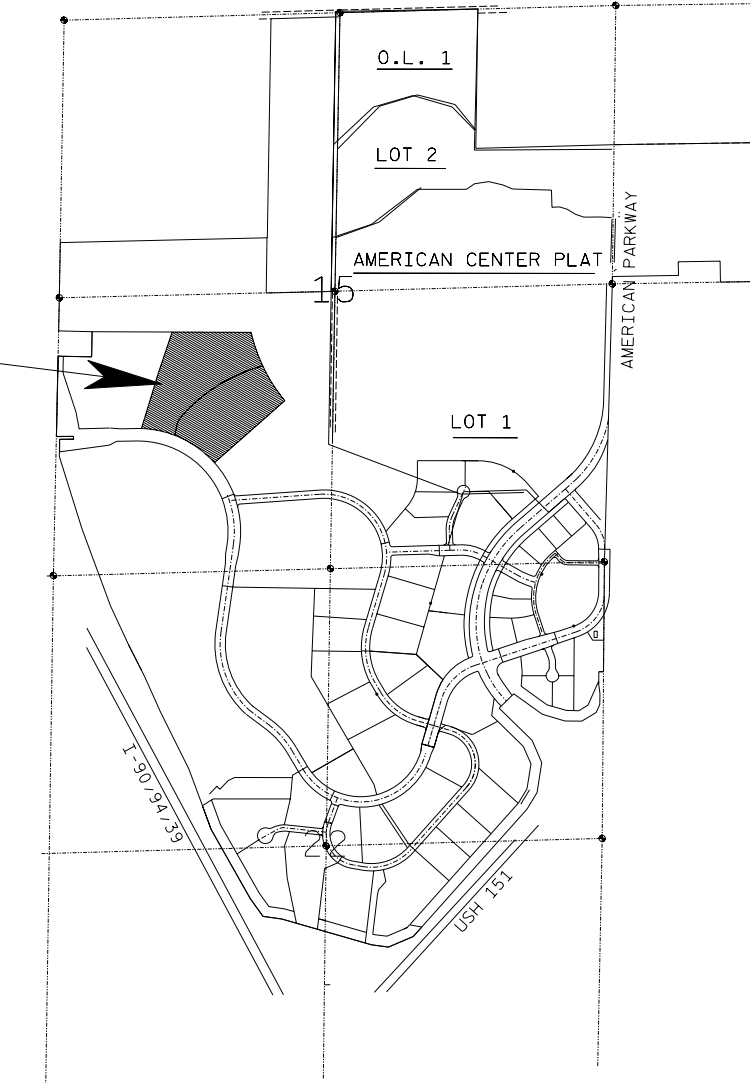 O.L. 1
LOT 2
AMERICAN PARKWAY
AMERICAN CENTER PLAT
15
LOT 1
I-90/94/39
22
USH 151